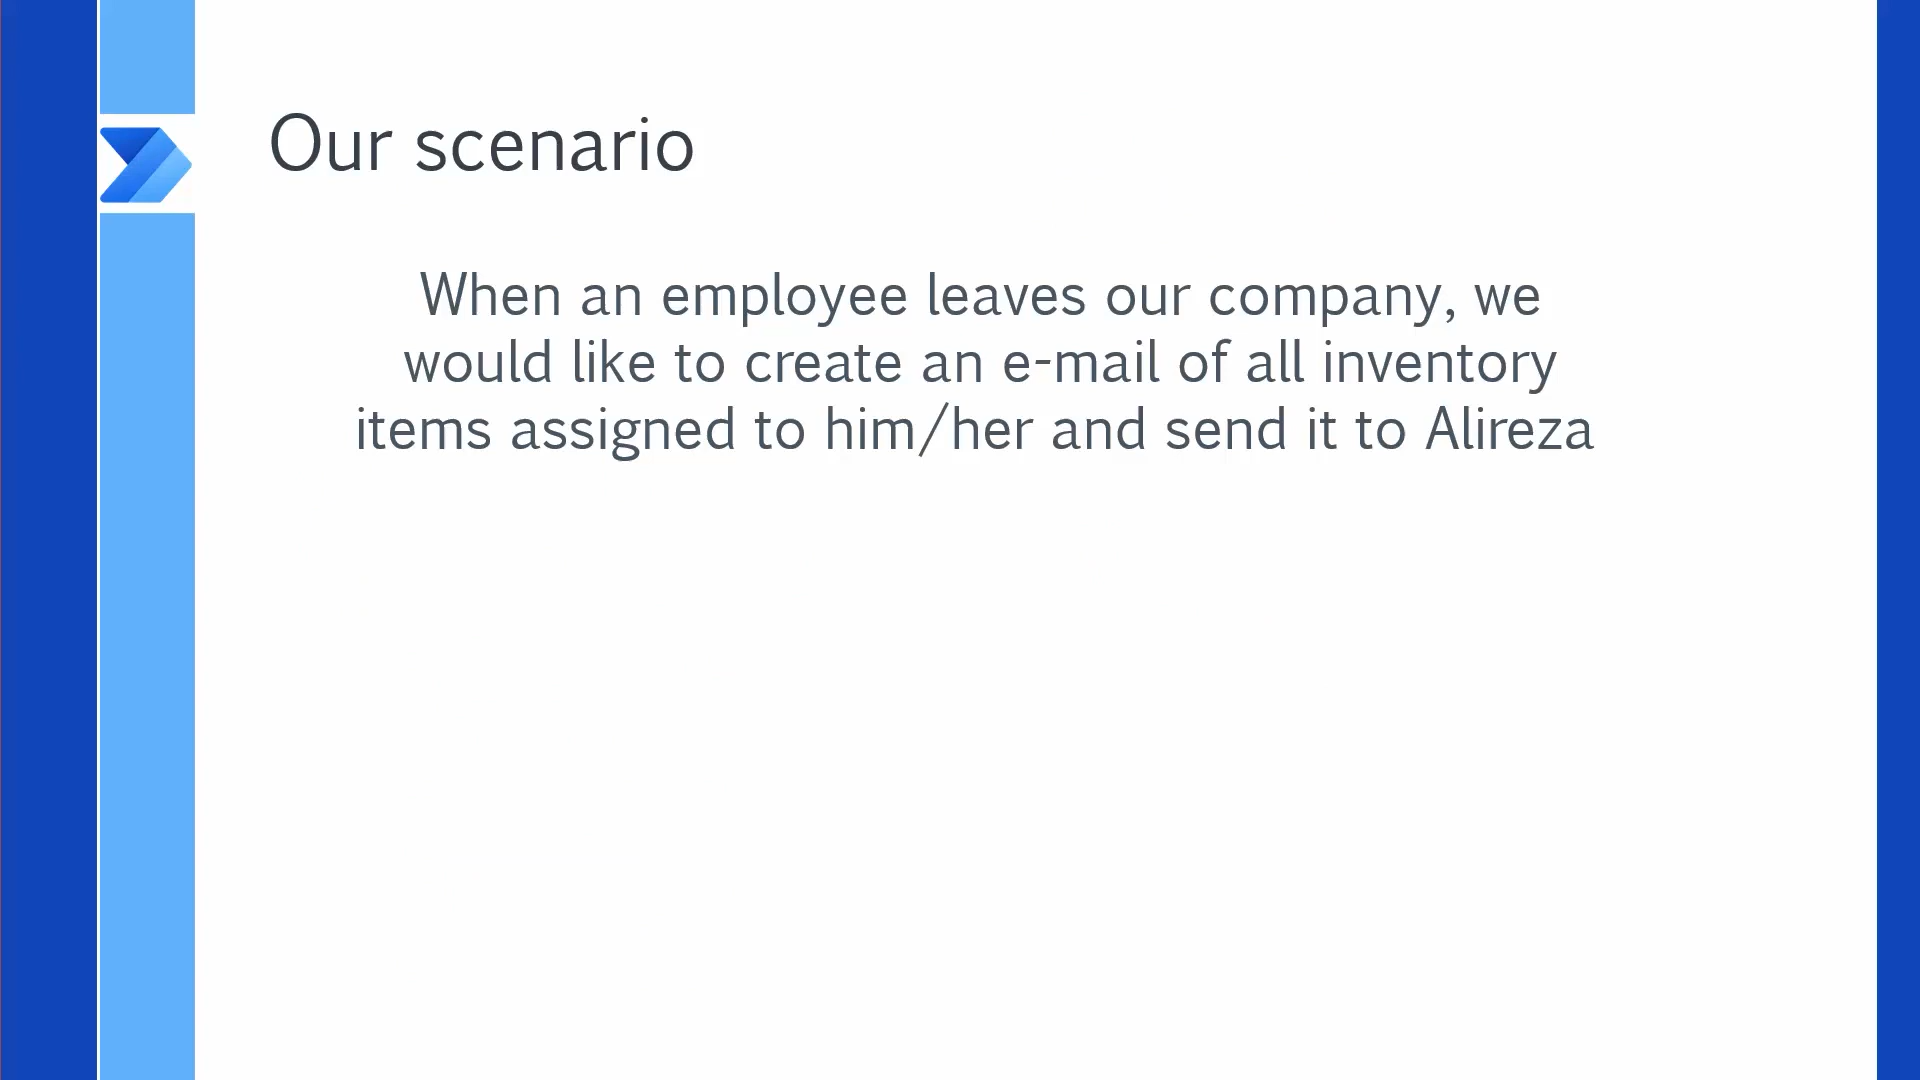 Our scenario
When an employee leaves our company, we
would like to create an e-mail of all inventory
items assigned to him/her and send it to Alireza